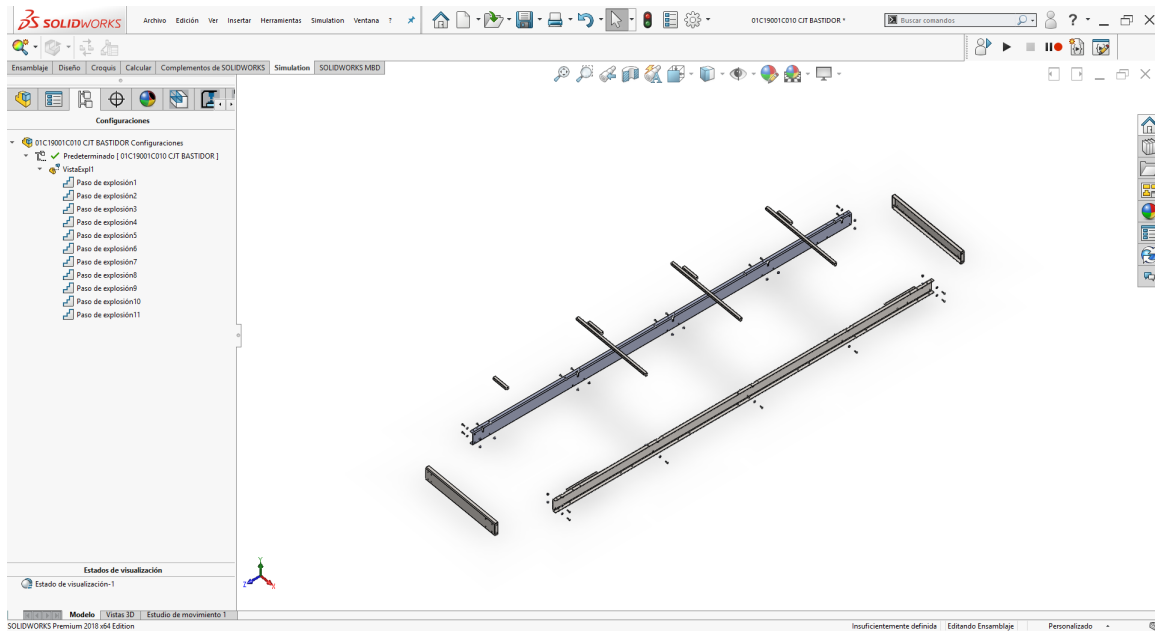 SOLIDWORKS Archivo Edición Ver Insertar Herramientas Simulation Ventana ? 01C19001C010 CJT BASTIDOR * Buscar comandos ?
Ensamblaje Diseño Croquis Calcular Complementos de SOLIDWORKS Simulation SOLIDWORKS MBD
Configuraciones
01C19001C010 CJT BASTIDOR Configuraciones
Predeterminado [ 01C19001C010 CJT BASTIDOR ]
VistaExpl1
Paso de explosión1
Paso de explosión2
Paso de explosión3
Paso de explosión4
Paso de explosión5
Paso de explosión6
Paso de explosión7
Paso de explosión8
Paso de explosión9
Paso de explosión10
Paso de explosión11
Y
Z X
Estados de visualización
Estado de visualización-1
Modelo Vistas 3D Estudio de movimiento 1
SOLIDWORKS Premium 2018 x64 Edition Insuficientemente definida Editando Ensamblaje Personalizado